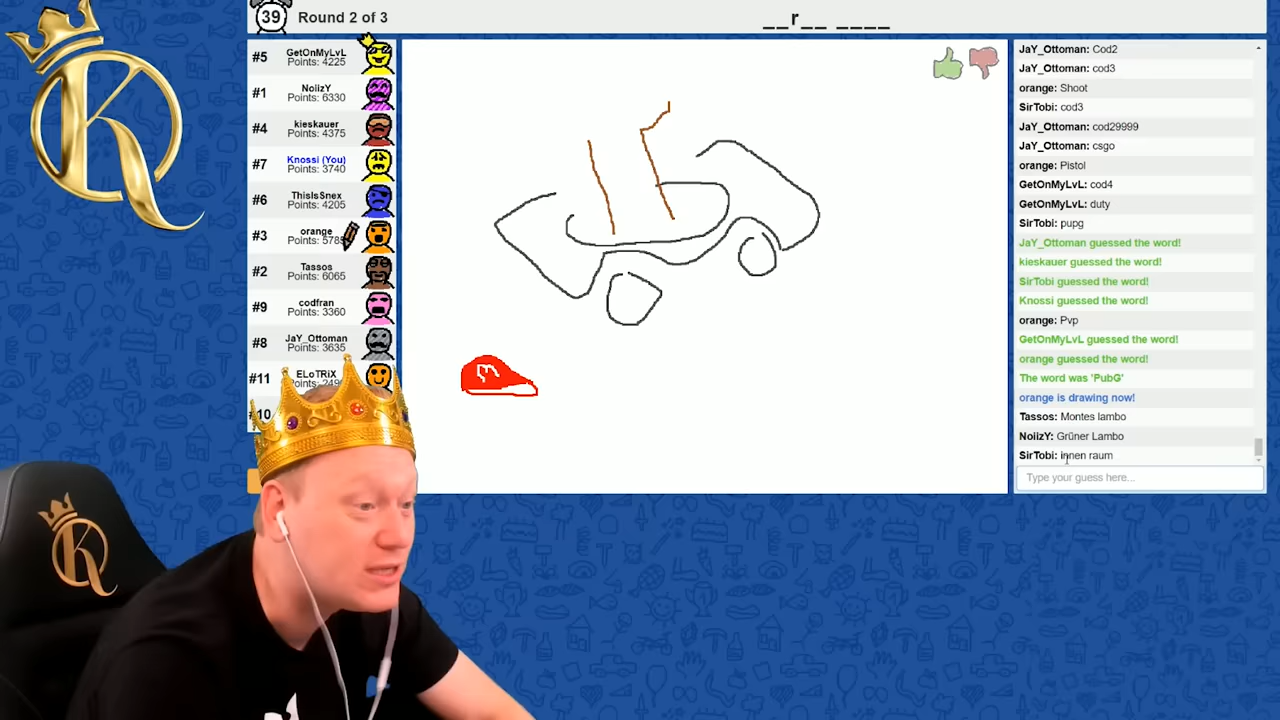 39 Round 2 of 3 __r__ ____
#5 GetOnMyLvL
Points: 4225
#1 NoiizY
Points: 6330
#4 kieskauer
Points: 4375
#7 Knossi (You)
Points: 3740
#6 ThisIsSnex
Points: 4205
#3 orange
Points: 5785
#2 Tassos
Points: 6065
#9 codfran
Points: 3360
#8 JaY_Ottoman
Points: 3635
#11 ELoTRiX
Points:
#10
M
JaY_Ottoman: Cod2
JaY_Ottoman: cod3
orange: Shoot
SirTobi: cod3
JaY_Ottoman: cod29999
JaY_Ottoman: csgo
orange: Pistol
GetOnMyLvL: cod4
GetOnMyLvL: duty
SirTobi: pupg
JaY_Ottoman guessed the word!
kieskauer guessed the word!
SirTobi guessed the word!
Knossi guessed the word!
orange: Pvp
GetOnMyLvL guessed the word!
orange guessed the word!
The word was 'PubG'
orange is drawing now!
Tassos: Montes lambo
NoiizY: Grüner Lambo
SirTobi: innen raum
Type your guess here...
K
K